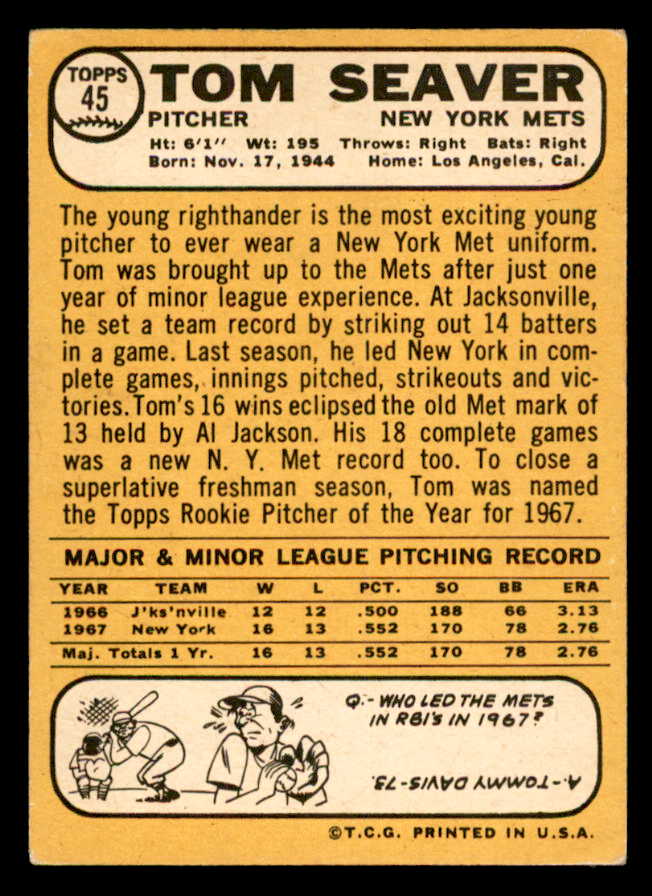 TOPPS
45
TOM SEAVER
PITCHER NEW YORK METS
Ht: 6'1" Wt: 195 Throws: Right Bats: Right
Born: Nov. 17, 1944 Home: Los Angeles, Cal.
The young righthander is the most exciting young
pitcher to ever wear a New York Met uniform.
Tom was brought up to the Mets after just one
year of minor league experience. At Jacksonville,
he set a team record by striking out 14 batters
in a game. Last season, he led New York in com-
plete games, innings pitched, strikeouts and vic-
tories. Tom's 16 wins eclipsed the old Met mark of
13 held by Al Jackson. His 18 complete games
was a new N. Y. Met record too. To close a
superlative freshman season, Tom was named
the Topps Rookie Pitcher of the Year for 1967.
MAJOR & MINOR LEAGUE PITCHING RECORD
YEAR TEAM W L PCT. SO BB ERA
1966 J'ks'nville 12 12 .500 188 66 3.13
1967 New York 16 13 .552 170 78 2.76
Maj. Totals 1 Yr. 16 13 .552 170 78 2.76
Q.- WHO LED THE METS
IN RBI'S IN 1967?
A.-TOMMY DAVIS-73.
©T.C.G. PRINTED IN U.S.A.